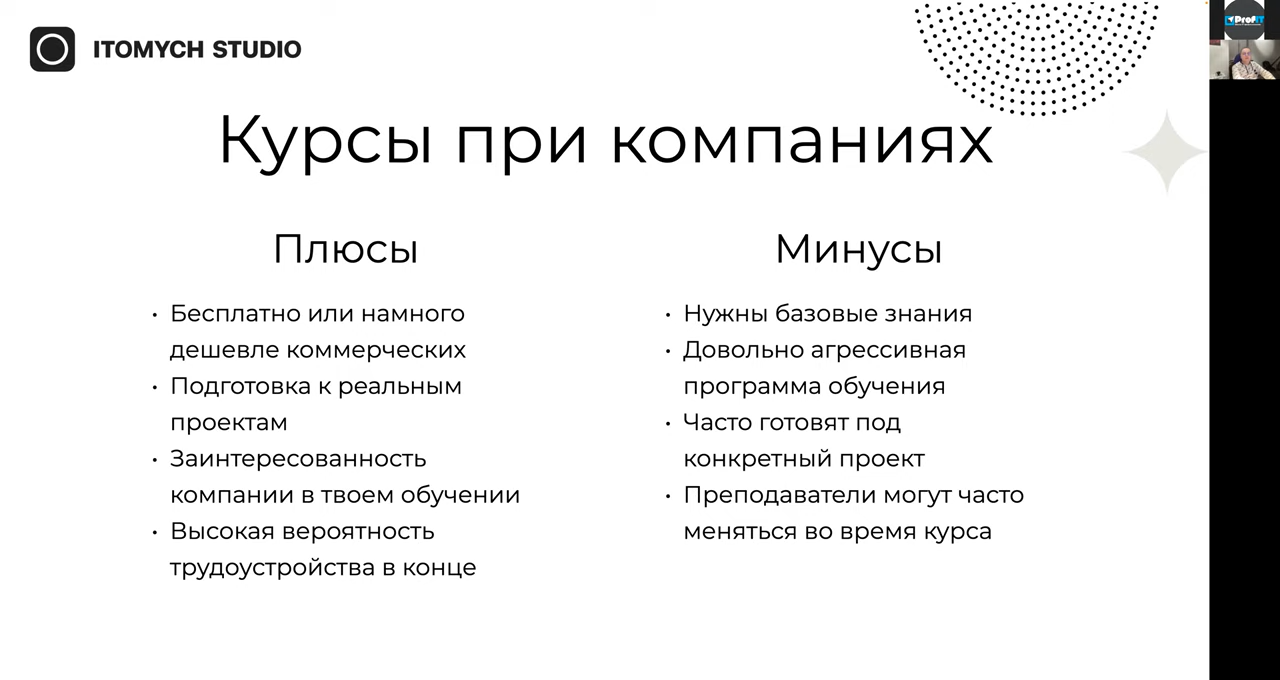 ITOMYCH STUDIO
Курсы при компаниях
Плюсы
• Бесплатно или намного
дешевле коммерческих
• Подготовка к реальным
проектам
• Заинтересованность
компании в твоем обучении
• Высокая вероятность
трудоустройства в конце
Минусы
• Нужны базовые знания
• Довольно агрессивная
программа обучения
• Часто готовят под
конкретный проект
• Преподаватели могут часто
меняться во время курса
ProfIT